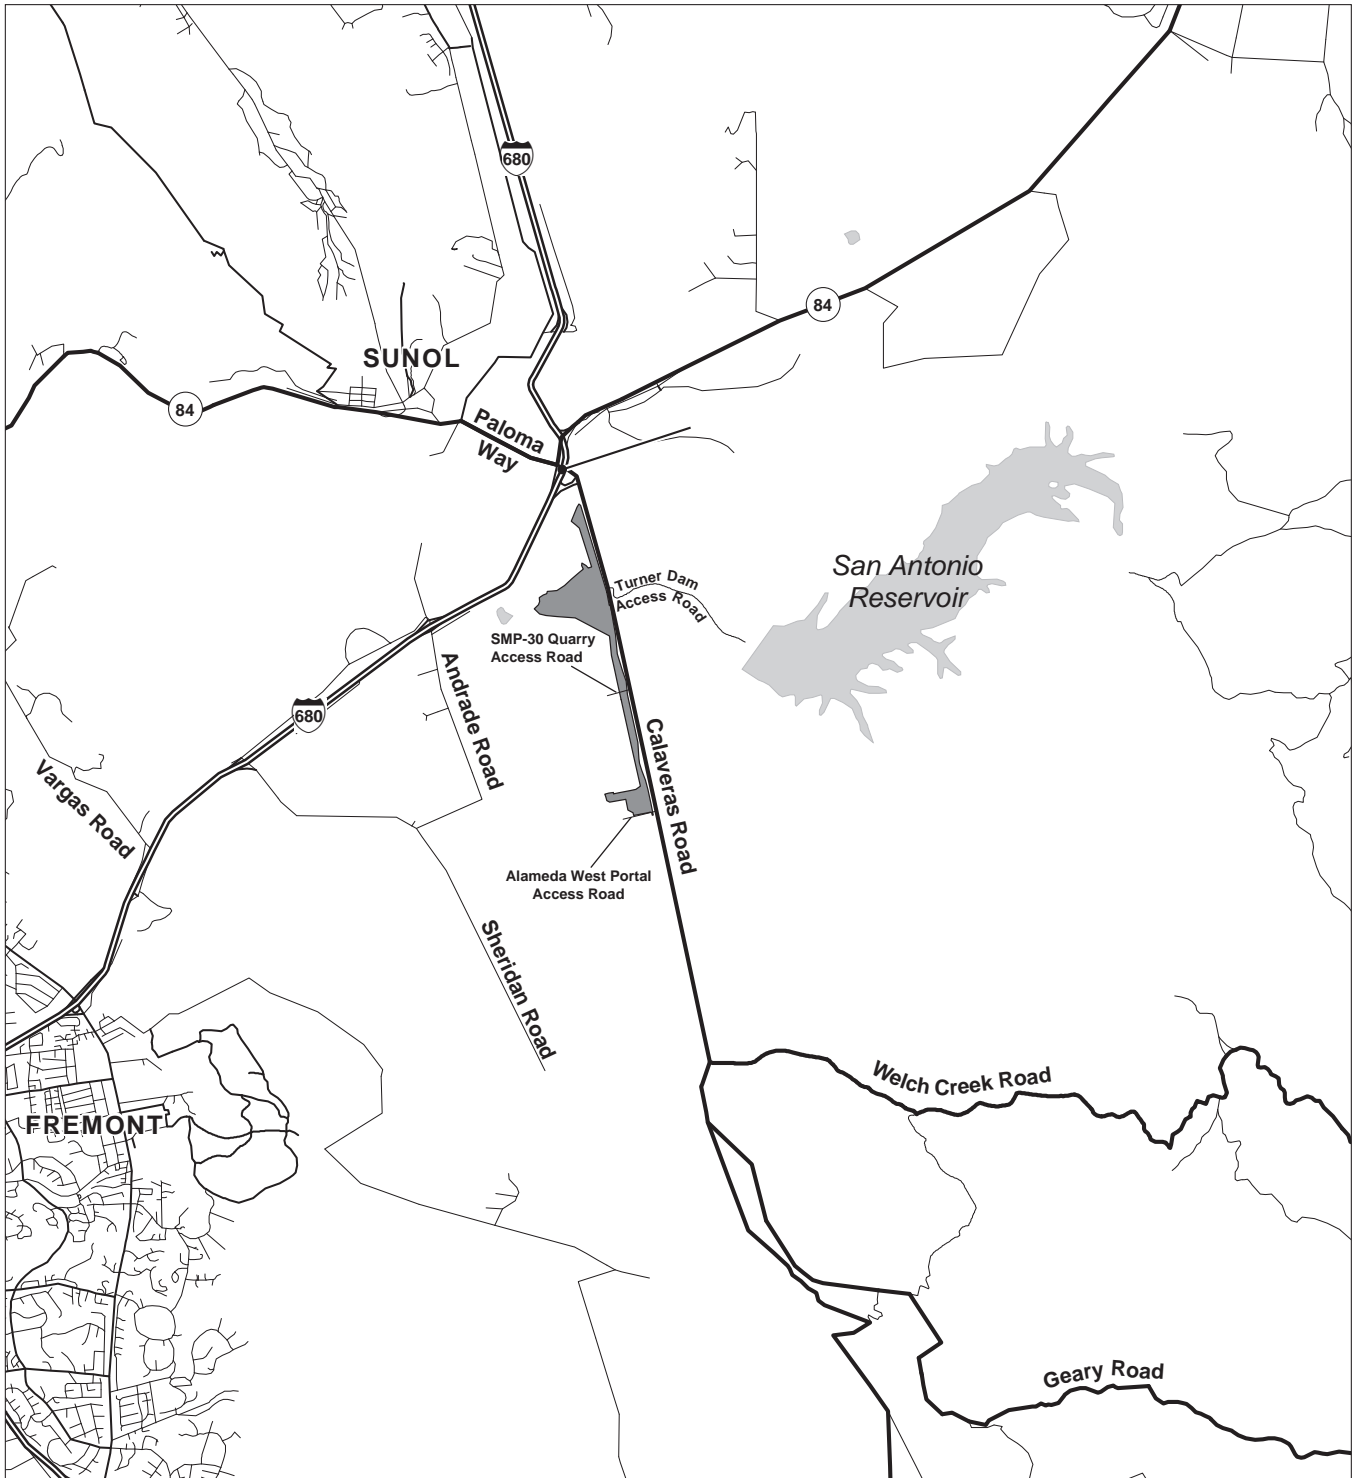 680
84
SUNOL
84
Paloma
Way
San Antonio
Reservoir
Turner Dam
Access Road
SMP-30 Quarry
Access Road
Andrade Road
680
Calaveras Road
Vargas Road
Alameda West Portal
Access Road
Sheridan Road
Welch Creek Road
FREMONT
Geary Road